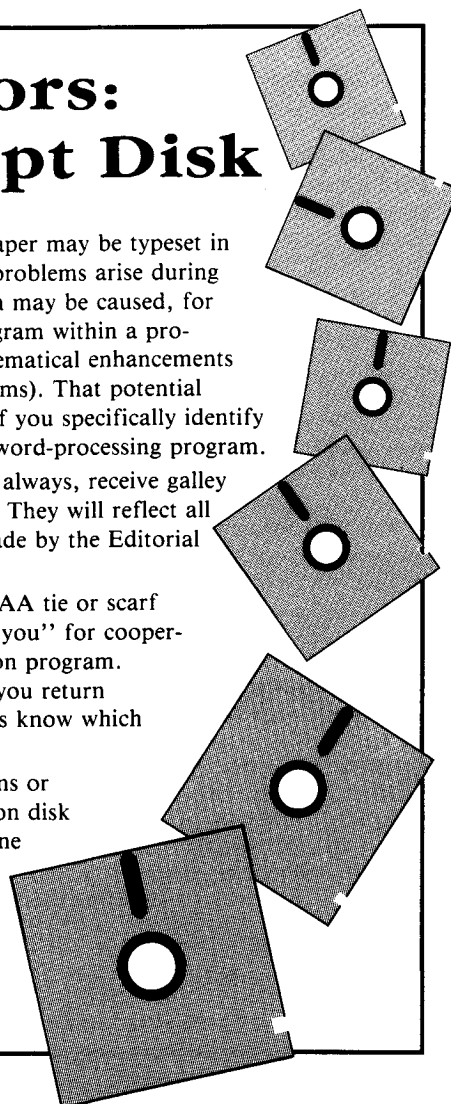 ors:
pt Disk
aper may be typeset in
problems arise during
may be caused, for
gram within a pro-
ematical enhancements
ms). That potential
f you specifically identify
word-processing program.
always, receive galley
They will reflect all
ade by the Editorial
AA tie or scarf
you'' for cooper-
on program.
you return
s know which
ns or
on disk
ne